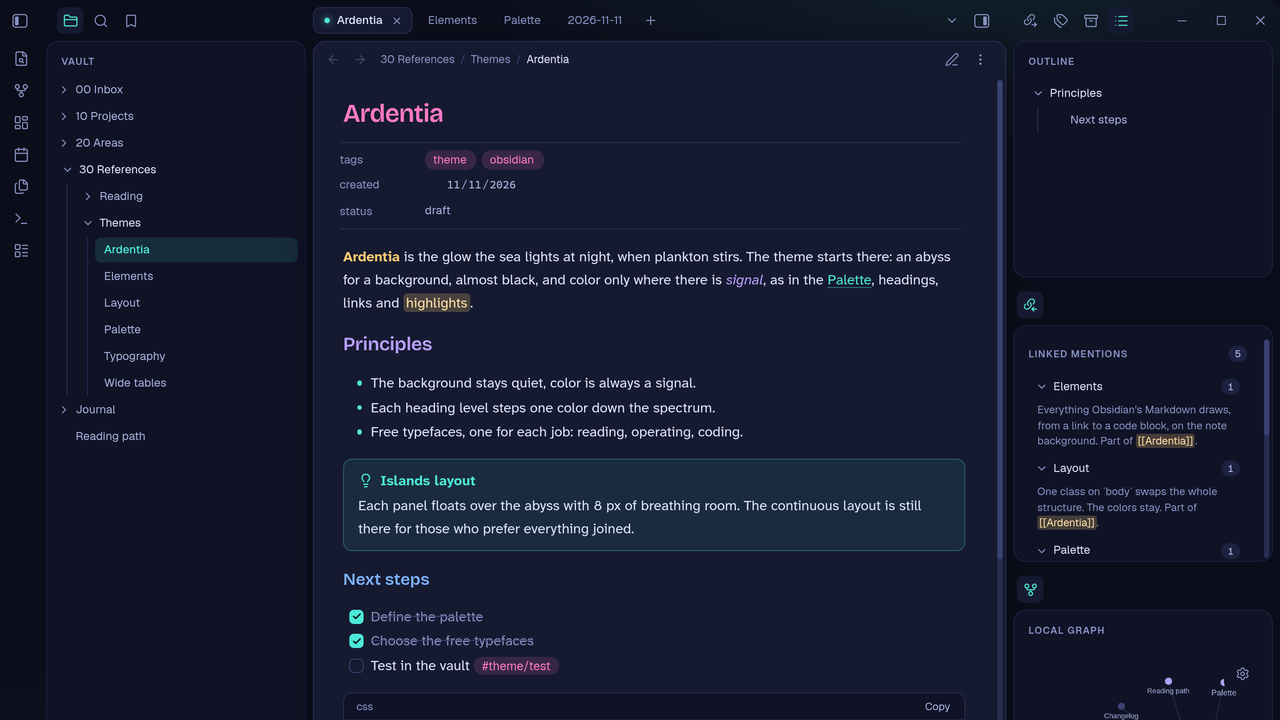 Ardentia
Elements
Palette
2026-11-11
VAULT
00 Inbox
10 Projects
20 Areas
30 References
Reading
Themes
Ardentia
Elements
Layout
Palette
Typography
Wide tables
Journal
Reading path
30 References / Themes / Ardentia
Ardentia
tags theme obsidian
created 11/11/2026
status draft
Ardentia is the glow the sea lights at night, when plankton stirs. The theme starts there: an abyss
for a background, almost black, and color only where there is signal, as in the Palette, headings,
links and highlights.
Principles
The background stays quiet, color is always a signal.
Each heading level steps one color down the spectrum.
Free typefaces, one for each job: reading, operating, coding.
Islands layout
Each panel floats over the abyss with 8 px of breathing room. The continuous layout is still
there for those who prefer everything joined.
Next steps
Define the palette
Choose the free typefaces
Test in the vault #theme/test
css Copy
OUTLINE
Principles
Next steps
LINKED MENTIONS 5
Elements 1
Everything Obsidian's Markdown draws,
from a link to a code block, on the note
background. Part of [[Ardentia]].
Layout 1
One class on `body` swaps the whole
structure. The colors stay. Part of
[[Ardentia]].
Palette 1
LOCAL GRAPH
Reading path
Palette
Changelog